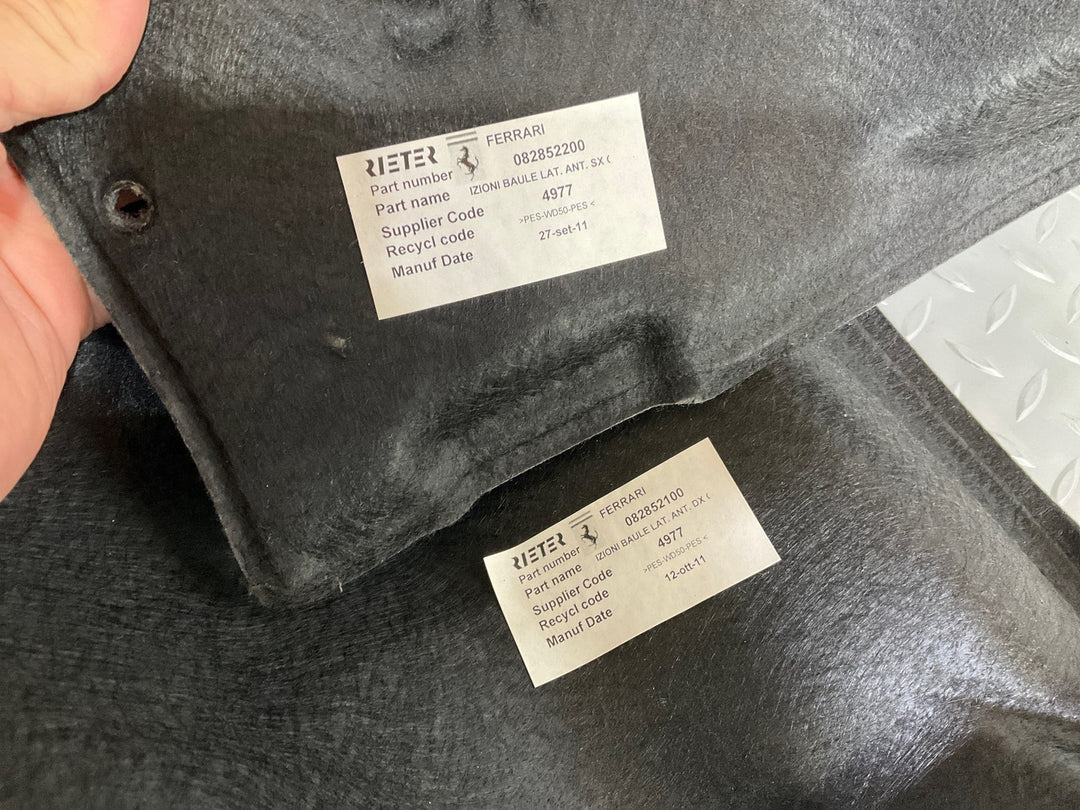 RIETER FERRARI
Part number 082852200
Part name IZIONI BAULE LAT. ANT. SX (
Supplier Code 4977
Recycl code >PES-WD50-PES <
Manuf Date 27-set-11
RIETER FERRARI
Part number 082852100
Part name IZIONI BAULE LAT. ANT. DX (
Supplier Code 4977
Recycl code >PES-WD50-PES <
Manuf Date 12-ott-11